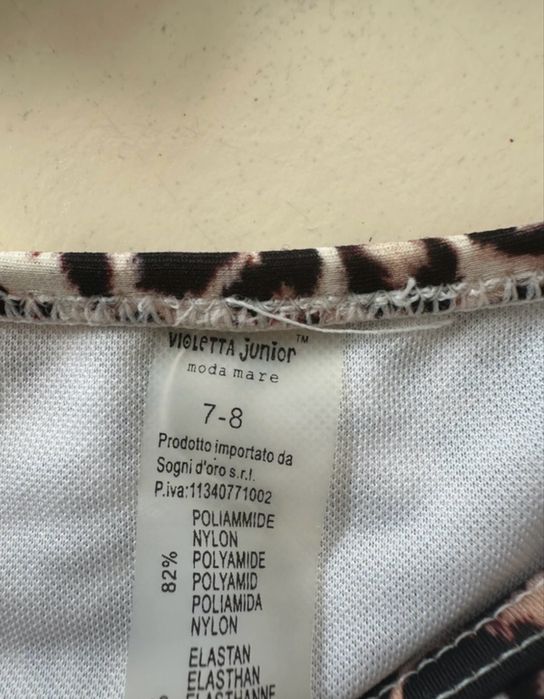 VIOLETTA junior™
moda mare
7-8
Prodotto importato da
Sogni d'oro s.r.l.
P.iva:11340771002
82%
POLIAMMIDE
NYLON
POLYAMIDE
POLYAMID
POLIAMIDA
NYLON
ELASTAN
ELASTHAN
ELASTHANNE